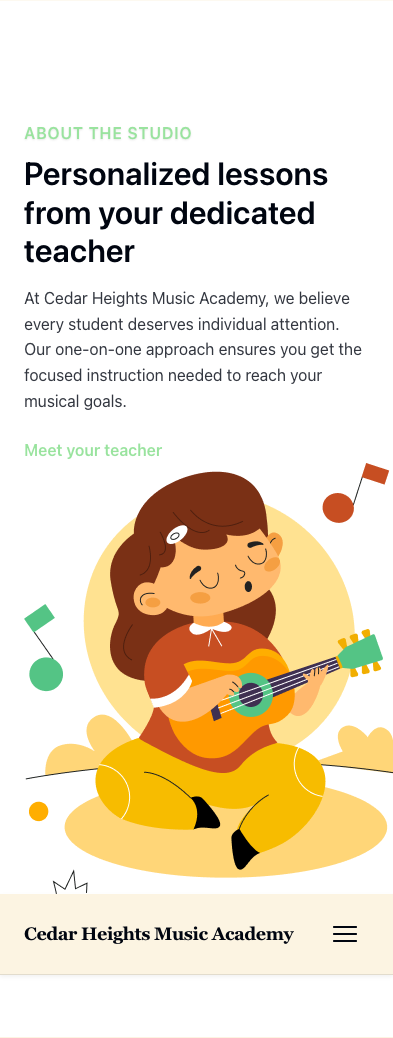 ABOUT THE STUDIO
Personalized lessons
from your dedicated
teacher
At Cedar Heights Music Academy, we believe
every student deserves individual attention.
Our one-on-one approach ensures you get the
focused instruction needed to reach your
musical goals.
Meet your teacher
Cedar Heights Music Academy